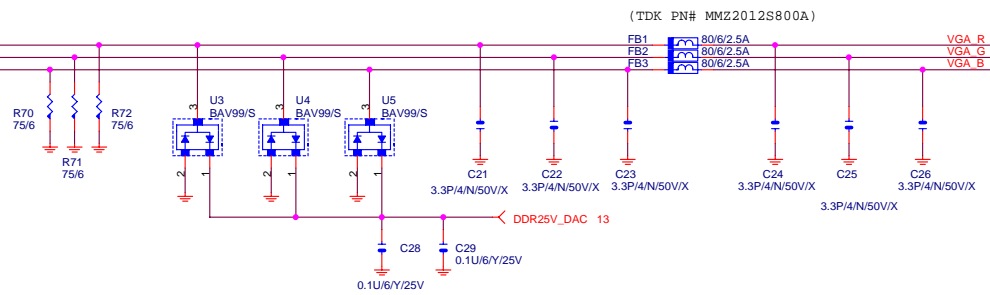 (TDK PN# MMZ2012S800A)
FB1 80/6/2.5A VGA_R
FB2 80/6/2.5A VGA_G
FB3 80/6/2.5A VGA_B
R70
75/6
R72
75/6
R71
75/6
3
U3
BAV99/S
2
1
3
U4
BAV99/S
2
1
3
U5
BAV99/S
2
1
C21
3.3P/4/N/50V/X
C22
3.3P/4/N/50V/X
C23
3.3P/4/N/50V/X
C24
3.3P/4/N/50V/X
C25
3.3P/4/N/50V/X
C26
3.3P/4/N/50V/X
DDR25V_DAC 13
C28
0.1U/6/Y/25V
C29
0.1U/6/Y/25V